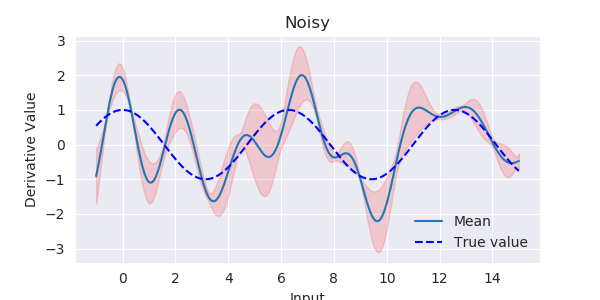 Noisy
Derivative Value
3
2
1
0
−1
−2
−3
Mean
True value
0 2 4 6 8 10 12 14
Input